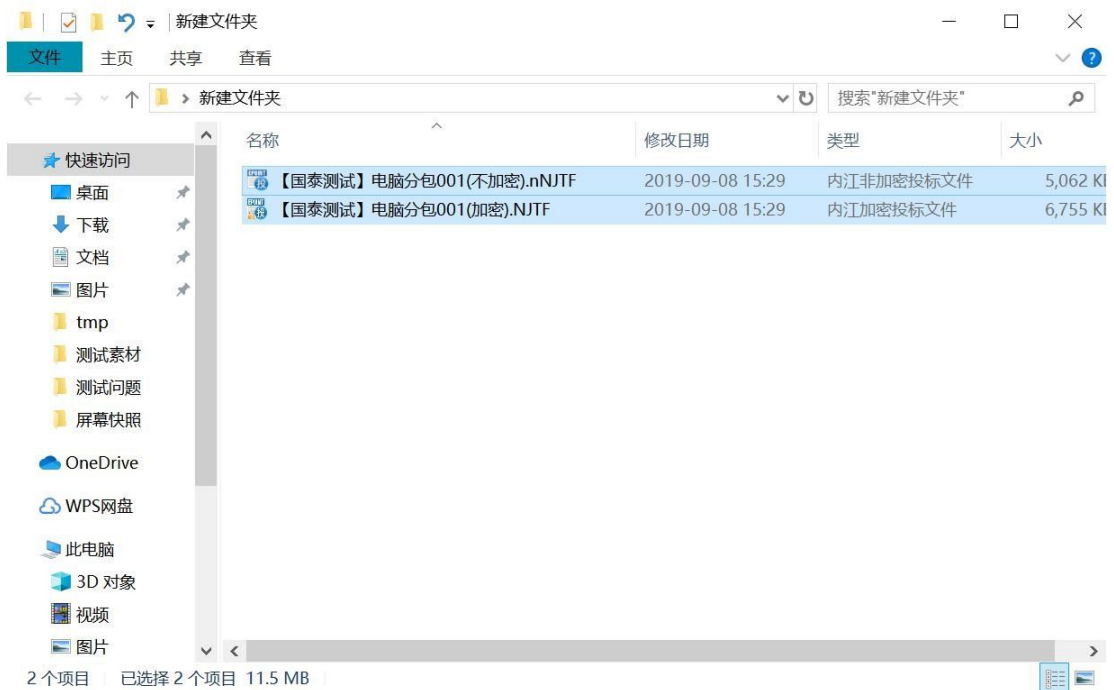 新建文件夹
文件 主页 共享 查看
新建文件夹 搜索"新建文件夹"
名称 修改日期 类型 大小
快速访问
【国泰测试】电脑分包001(不加密).nNJTF 2019-09-08 15:29 内江非加密投标文件 5,062 KI
桌面
【国泰测试】电脑分包001(加密).NJTF 2019-09-08 15:29 内江加密投标文件 6,755 KI
下载
文档
图片
tmp
测试素材
测试问题
屏幕快照
OneDrive
WPS网盘
此电脑
3D 对象
视频
图片
2 个项目 已选择 2 个项目 11.5 MB